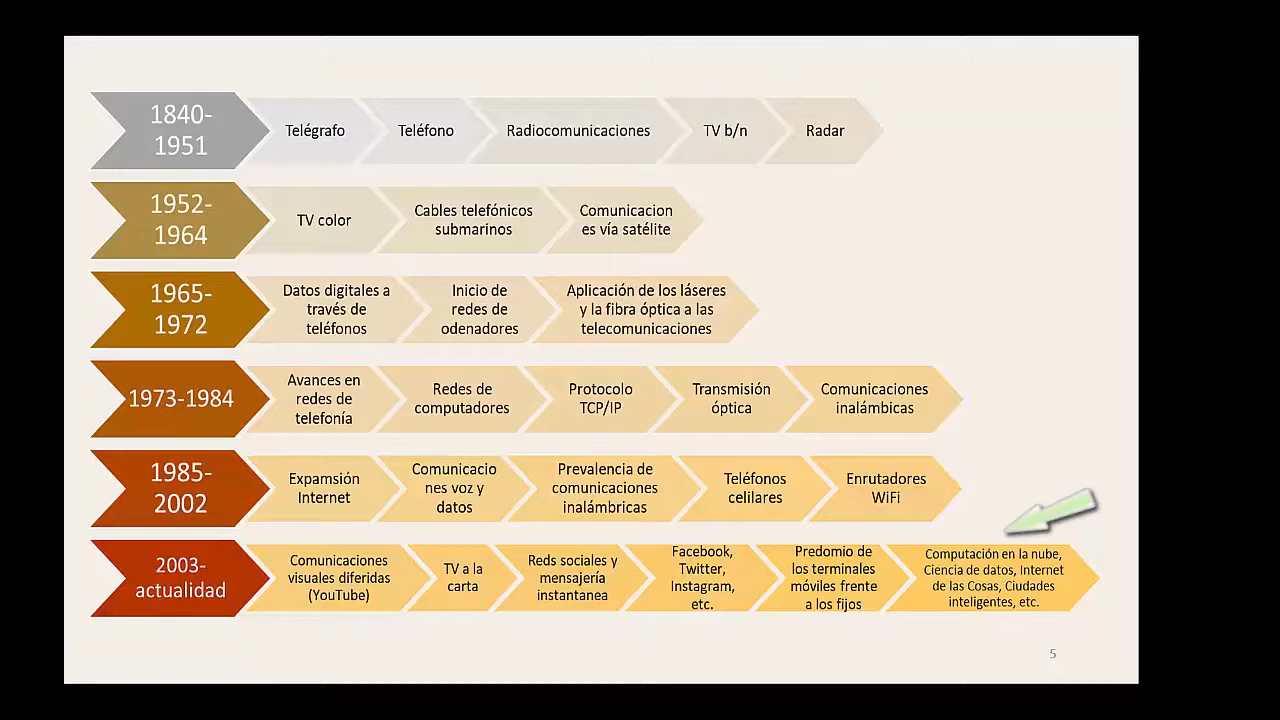 1840-
1951
Telégrafo
Teléfono
Radiocomunicaciones
TV b/n
Radar
1952-
1964
TV color
Cables telefónicos
submarinos
Comunicacion
es vía satélite
1965-
1972
Datos digitales a
través de
teléfonos
Inicio de
redes de
odenadores
Aplicación de los láseres
y la fibra óptica a las
telecomunicaciones
1973-1984
Avances en
redes de
telefonía
Redes de
computadores
Protocolo
TCP/IP
Transmisión
óptica
Comunicaciones
inalámbicas
1985-
2002
Expamsión
Internet
Comunicacio
nes voz y
datos
Prevalencia de
comunicaciones
inalámbricas
Teléfonos
celilares
Enrutadores
WiFi
2003-
actualidad
Comunicaciones
visuales diferidas
(YouTube)
TV a la
carta
Reds sociales y
mensajería
instantanea
Facebook,
Twitter,
Instagram,
etc.
Predomio de
los terminales
móviles frente
a los fijos
Computación en la nube,
Ciencia de datos, Internet
de las Cosas, Ciudades
inteligentes, etc.
5